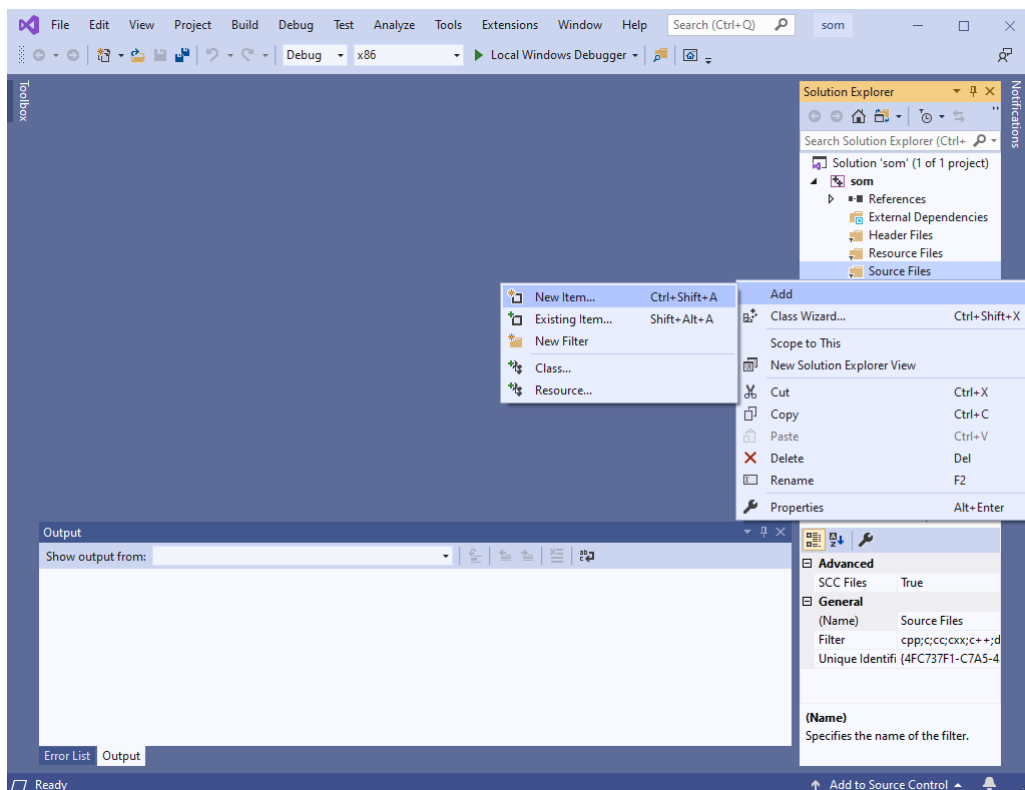 File Edit View Project Build Debug Test Analyze Tools Extensions Window Help Search (Ctrl+Q) som
Debug x86 Local Windows Debugger
Toolbox
Solution Explorer
Notifications
Search Solution Explorer (Ctrl+
Solution 'som' (1 of 1 project)
som
References
External Dependencies
Header Files
Resource Files
Source Files
New Item... Ctrl+Shift+A
Existing Item... Shift+Alt+A
New Filter
Class...
Resource...
Add
Class Wizard... Ctrl+Shift+X
Scope to This
New Solution Explorer View
Cut Ctrl+X
Copy Ctrl+C
Paste Ctrl+V
Delete Del
Rename F2
Properties Alt+Enter
Output
Show output from:
Advanced
SCC Files True
General
(Name) Source Files
Filter cpp;c;cc;cxx;c++;d
Unique Identifi {4FC737F1-C7A5-4
(Name)
Specifies the name of the filter.
Error List Output
Ready Add to Source Control